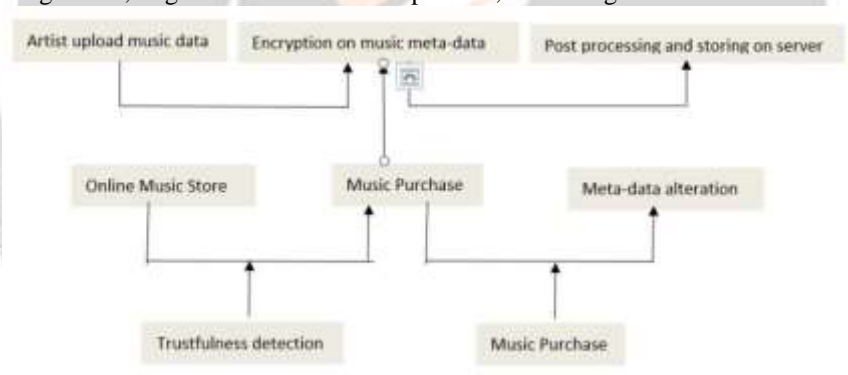 Artist upload music data
Encryption on music meta-data
Post processing and storing on server
Online Music Store
Music Purchase
Meta-data alteration
Trustfulness detection
Music Purchase